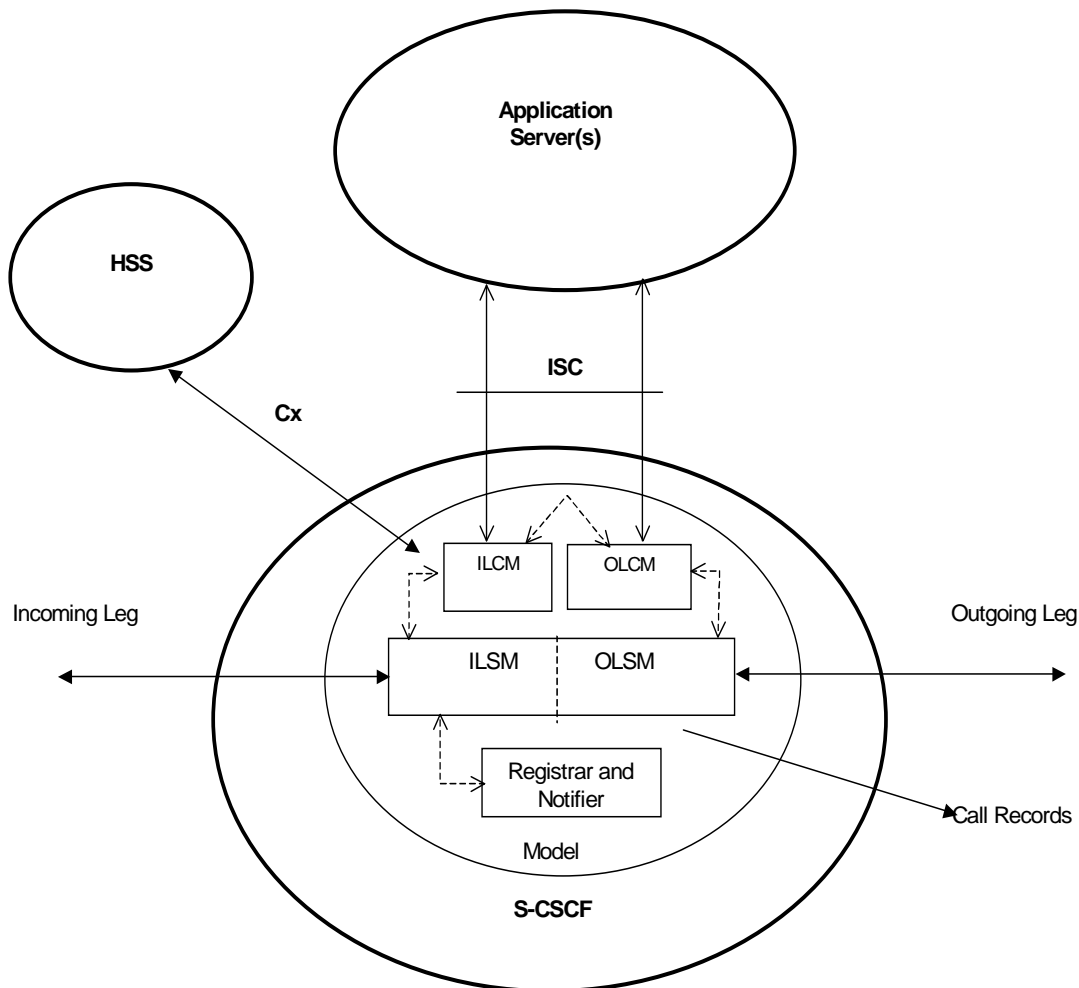 Application
Server(s)
HSS
ISC
Cx
ILCM
OLCM
Incoming Leg
Outgoing Leg
ILSM
OLSM
Registrar and
Notifier
Call Records
Model
S-CSCF